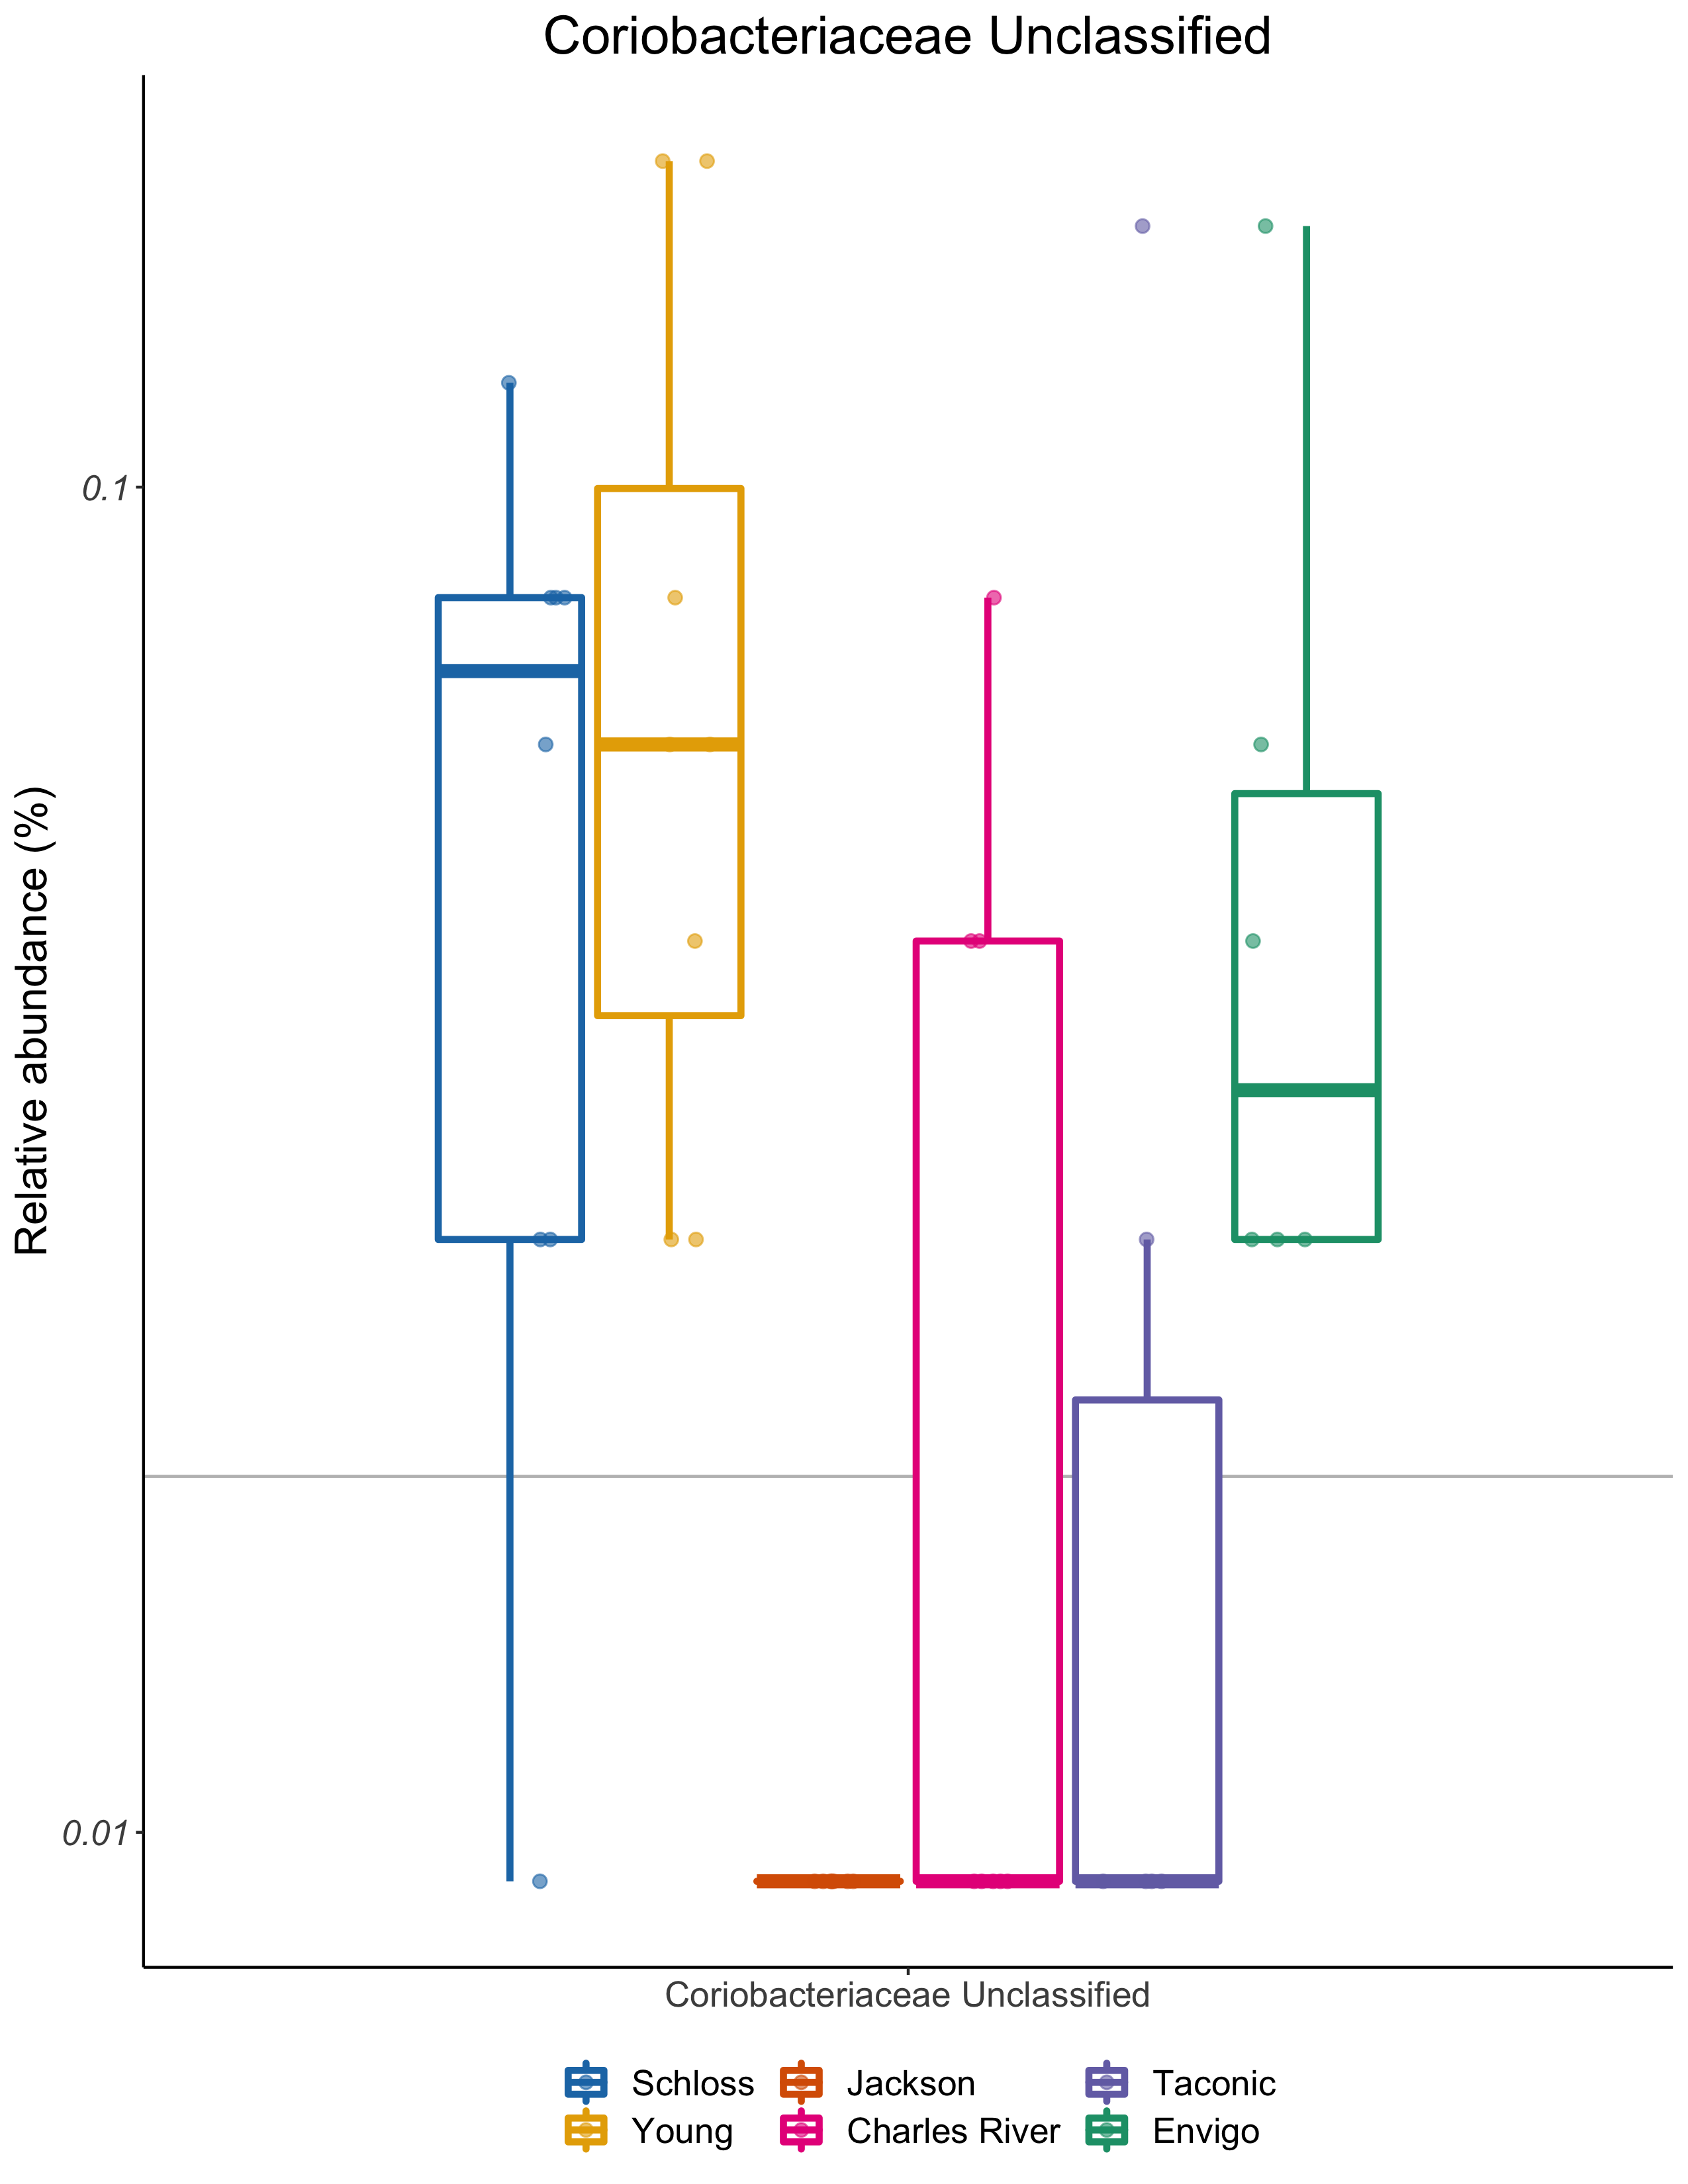 Coriobacteriaceae Unclassified
Relative abundance (%)
0.1
0.01
Coriobacteriaceae Unclassified
Schloss Jackson Taconic
Young Charles River Envigo